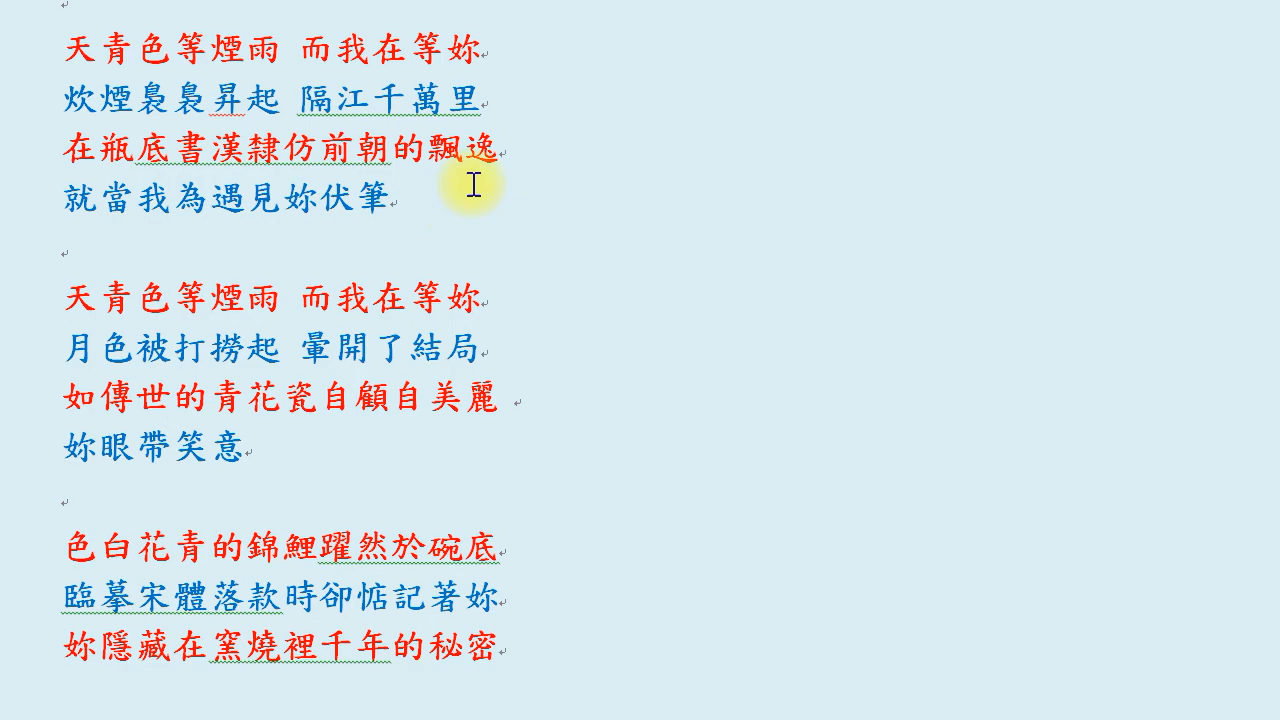 天青色等煙雨 而我在等妳
炊煙裊裊昇起 隔江千萬里
在瓶底書漢隸仿前朝的飄逸
就當我為遇見妳伏筆
天青色等煙雨 而我在等妳
月色被打撈起 暈開了結局
如傳世的青花瓷自顧自美麗
妳眼帶笑意
色白花青的錦鯉躍然於碗底
臨摹宋體落款時卻惦記著妳
妳隱藏在窯燒裡千年的秘密